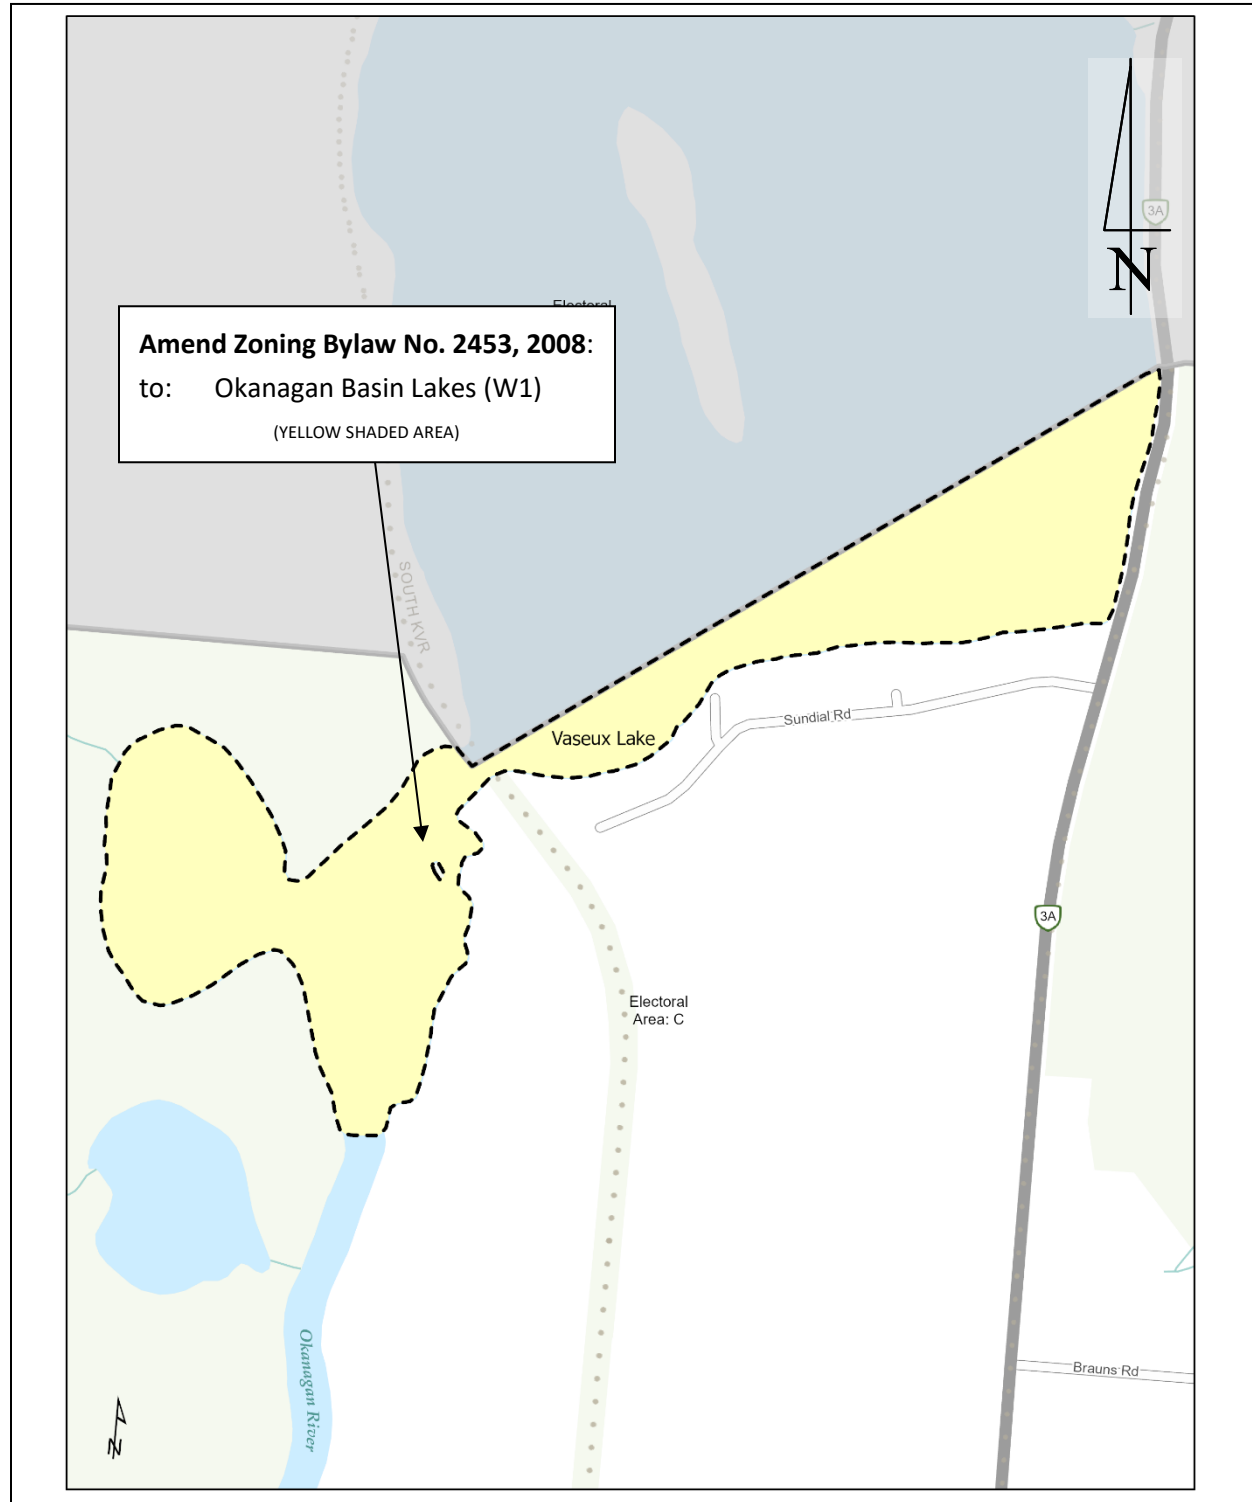 3A
N
Electoral
Amend Zoning Bylaw No. 2453, 2008:
to: Okanagan Basin Lakes (W1)
(YELLOW SHADED AREA)
SOUTH KVR
Vaseux Lake
Sundial Rd
3A
Electoral
Area: C
Okanagan River
Brauns Rd
N